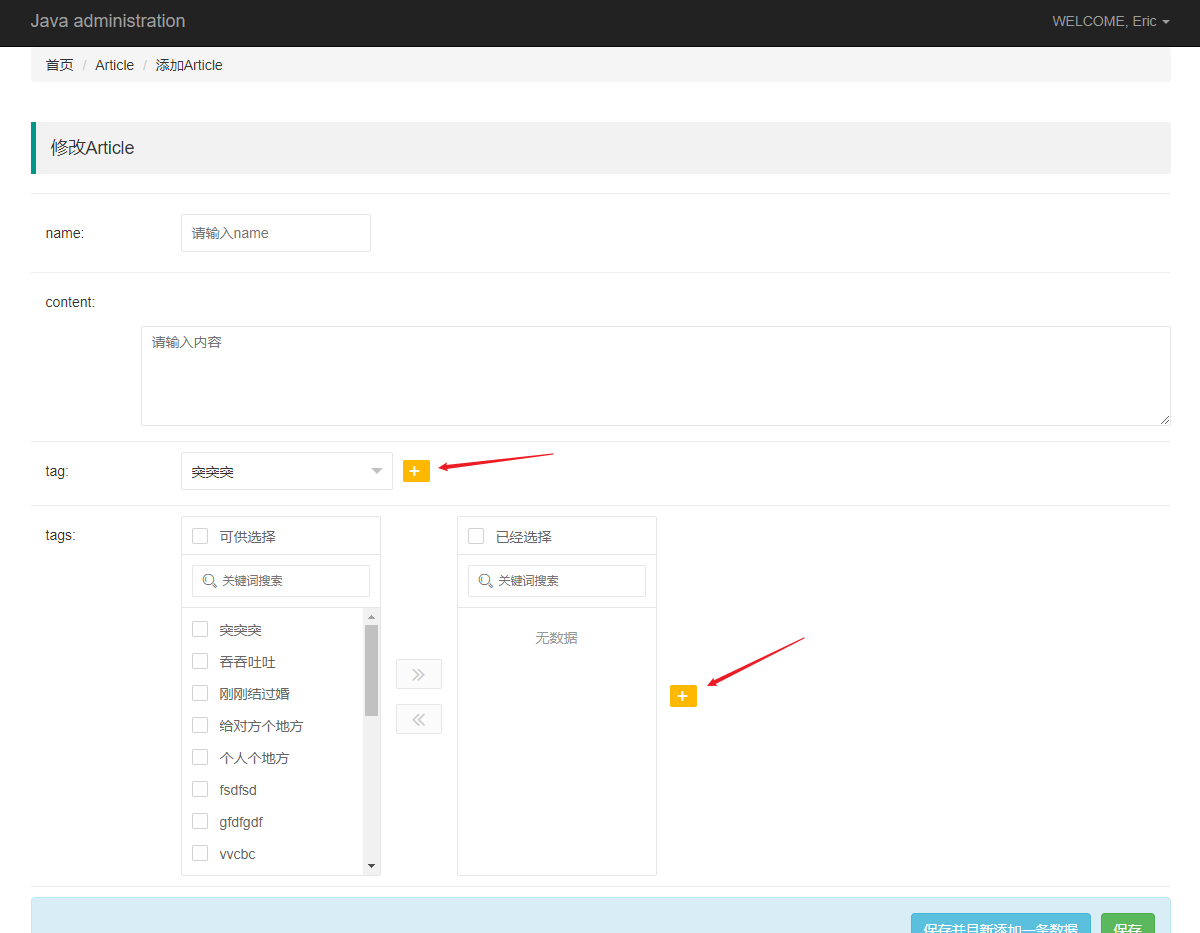 Java administration
WELCOME, Eric
首页 / Article / 添加Article
修改Article
name:
请输入name
content:
请输入内容
tag:
突突突
tags:
可供选择
已经选择
关键词搜索
关键词搜索
突突突
无数据
吞吞吐吐
刚刚结过婚
给对方个地方
个人个地方
fsdfsd
gfdfgdf
vvcbc
保存并且新添加一条数据
保存